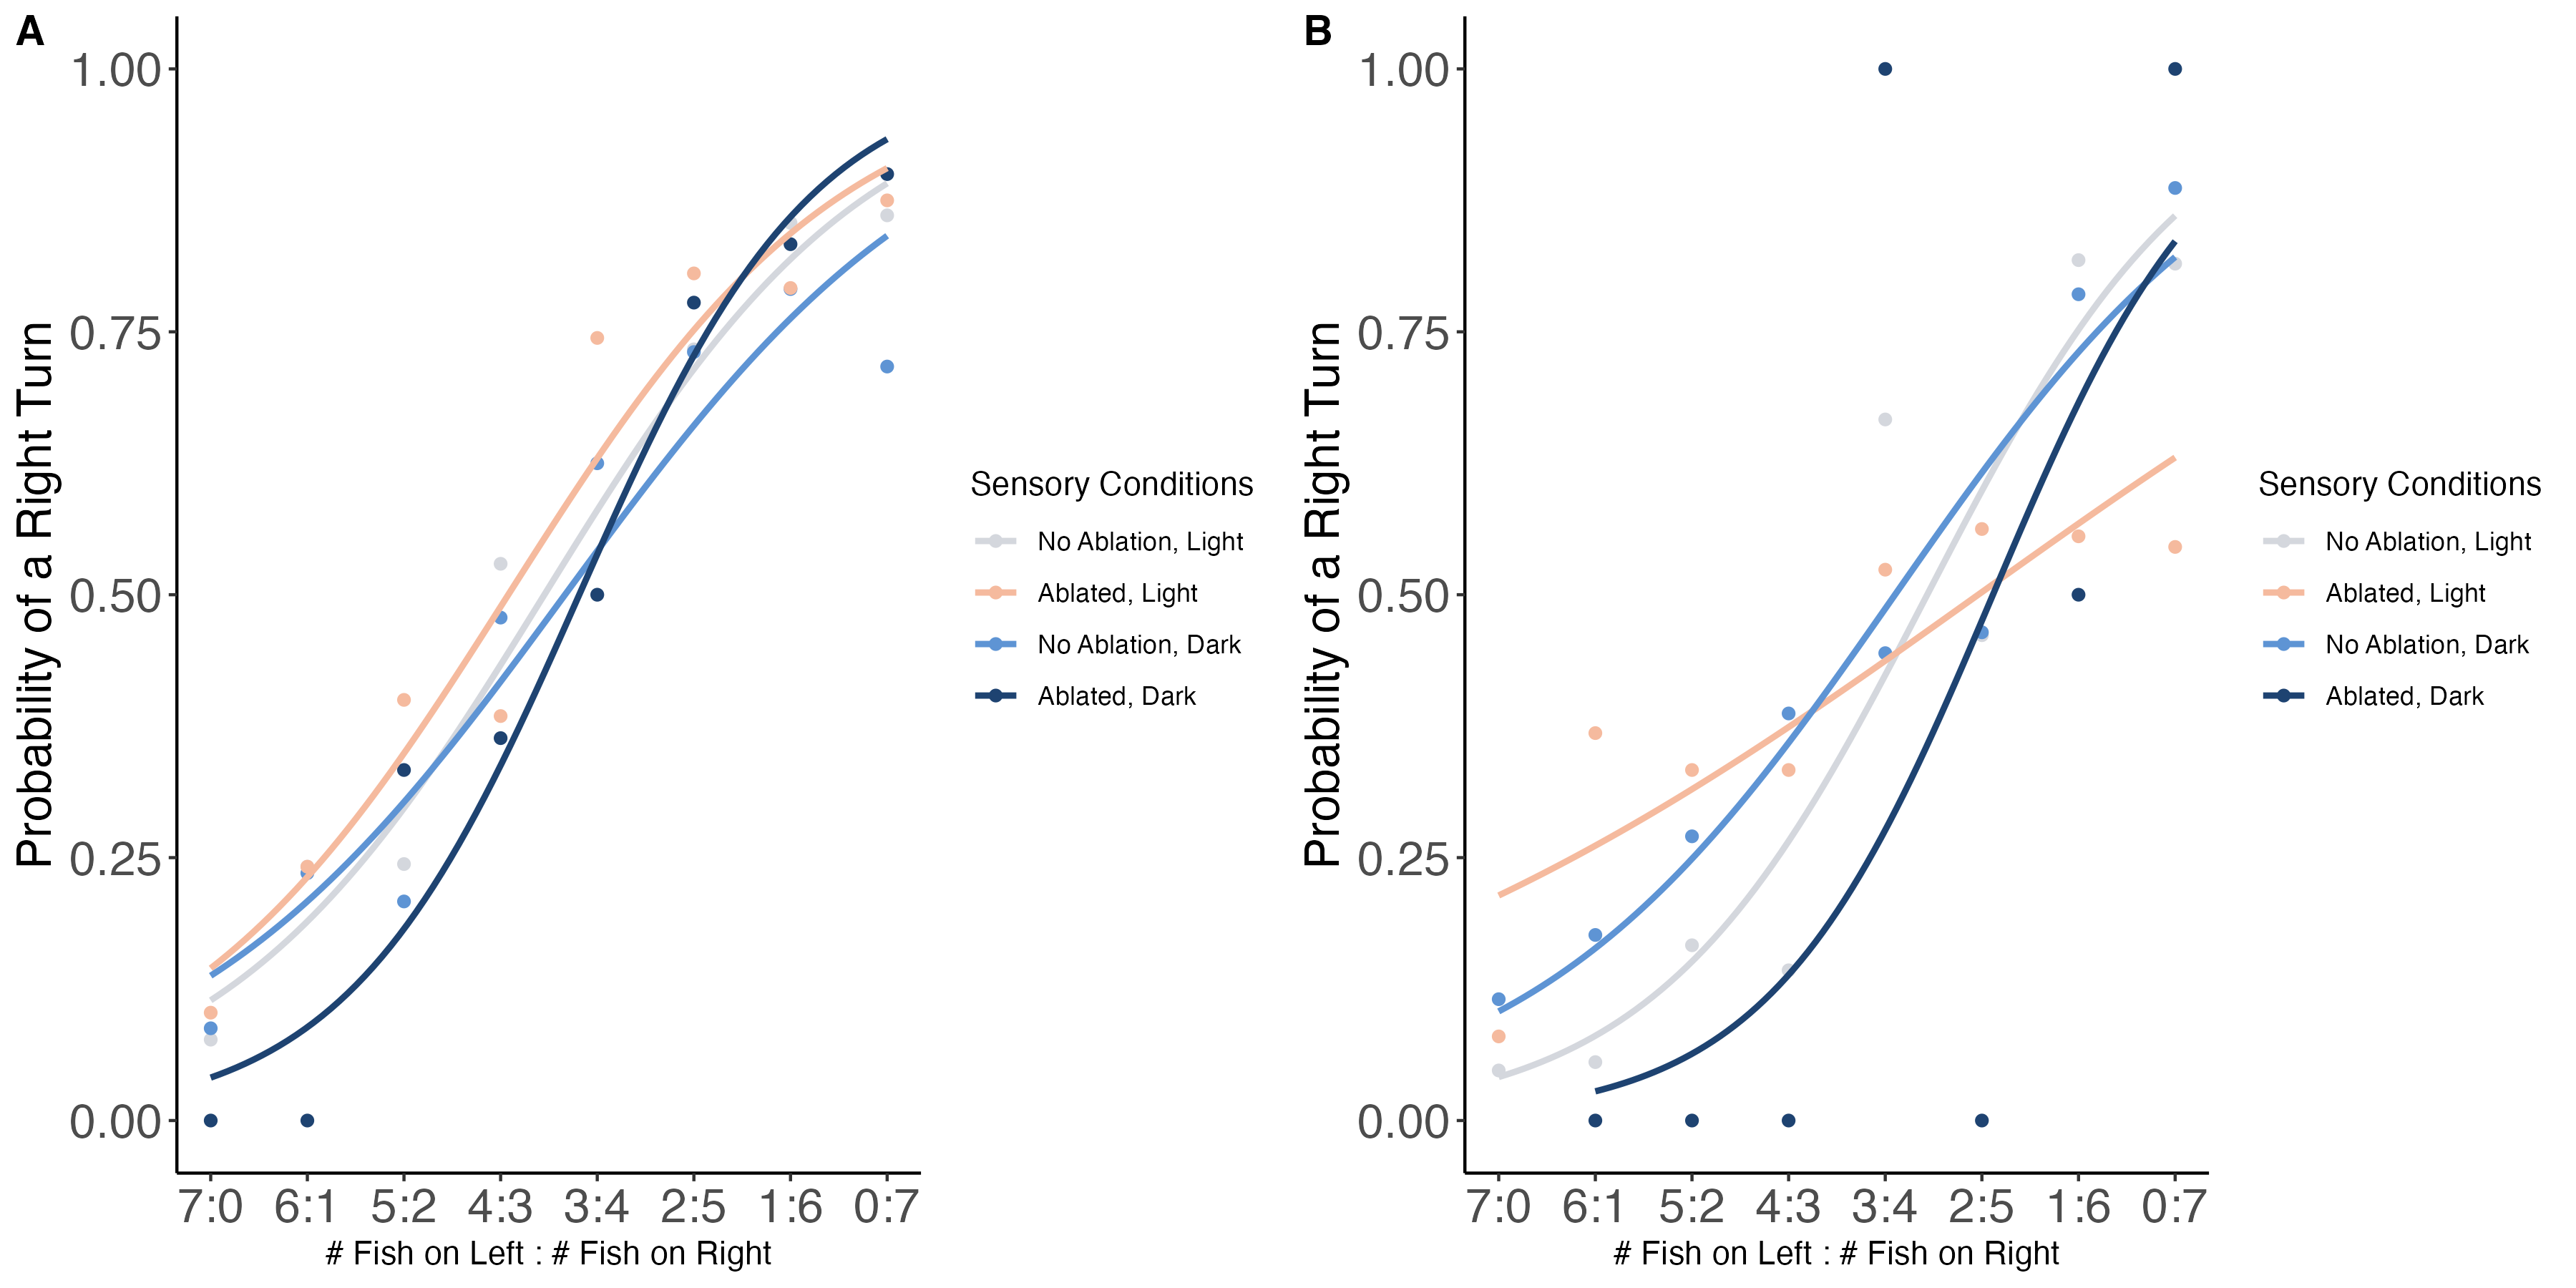 A
Probability of a Right Turn
1.00
0.75
0.50
0.25
0.00
7:0 6:1 5:2 4:3 3:4 2:5 1:6 0:7
# Fish on Left : # Fish on Right
Sensory Conditions
No Ablation, Light
Ablated, Light
No Ablation, Dark
Ablated, Dark
B
Probability of a Right Turn
1.00
0.75
0.50
0.25
0.00
7:0 6:1 5:2 4:3 3:4 2:5 1:6 0:7
# Fish on Left : # Fish on Right
Sensory Conditions
No Ablation, Light
Ablated, Light
No Ablation, Dark
Ablated, Dark